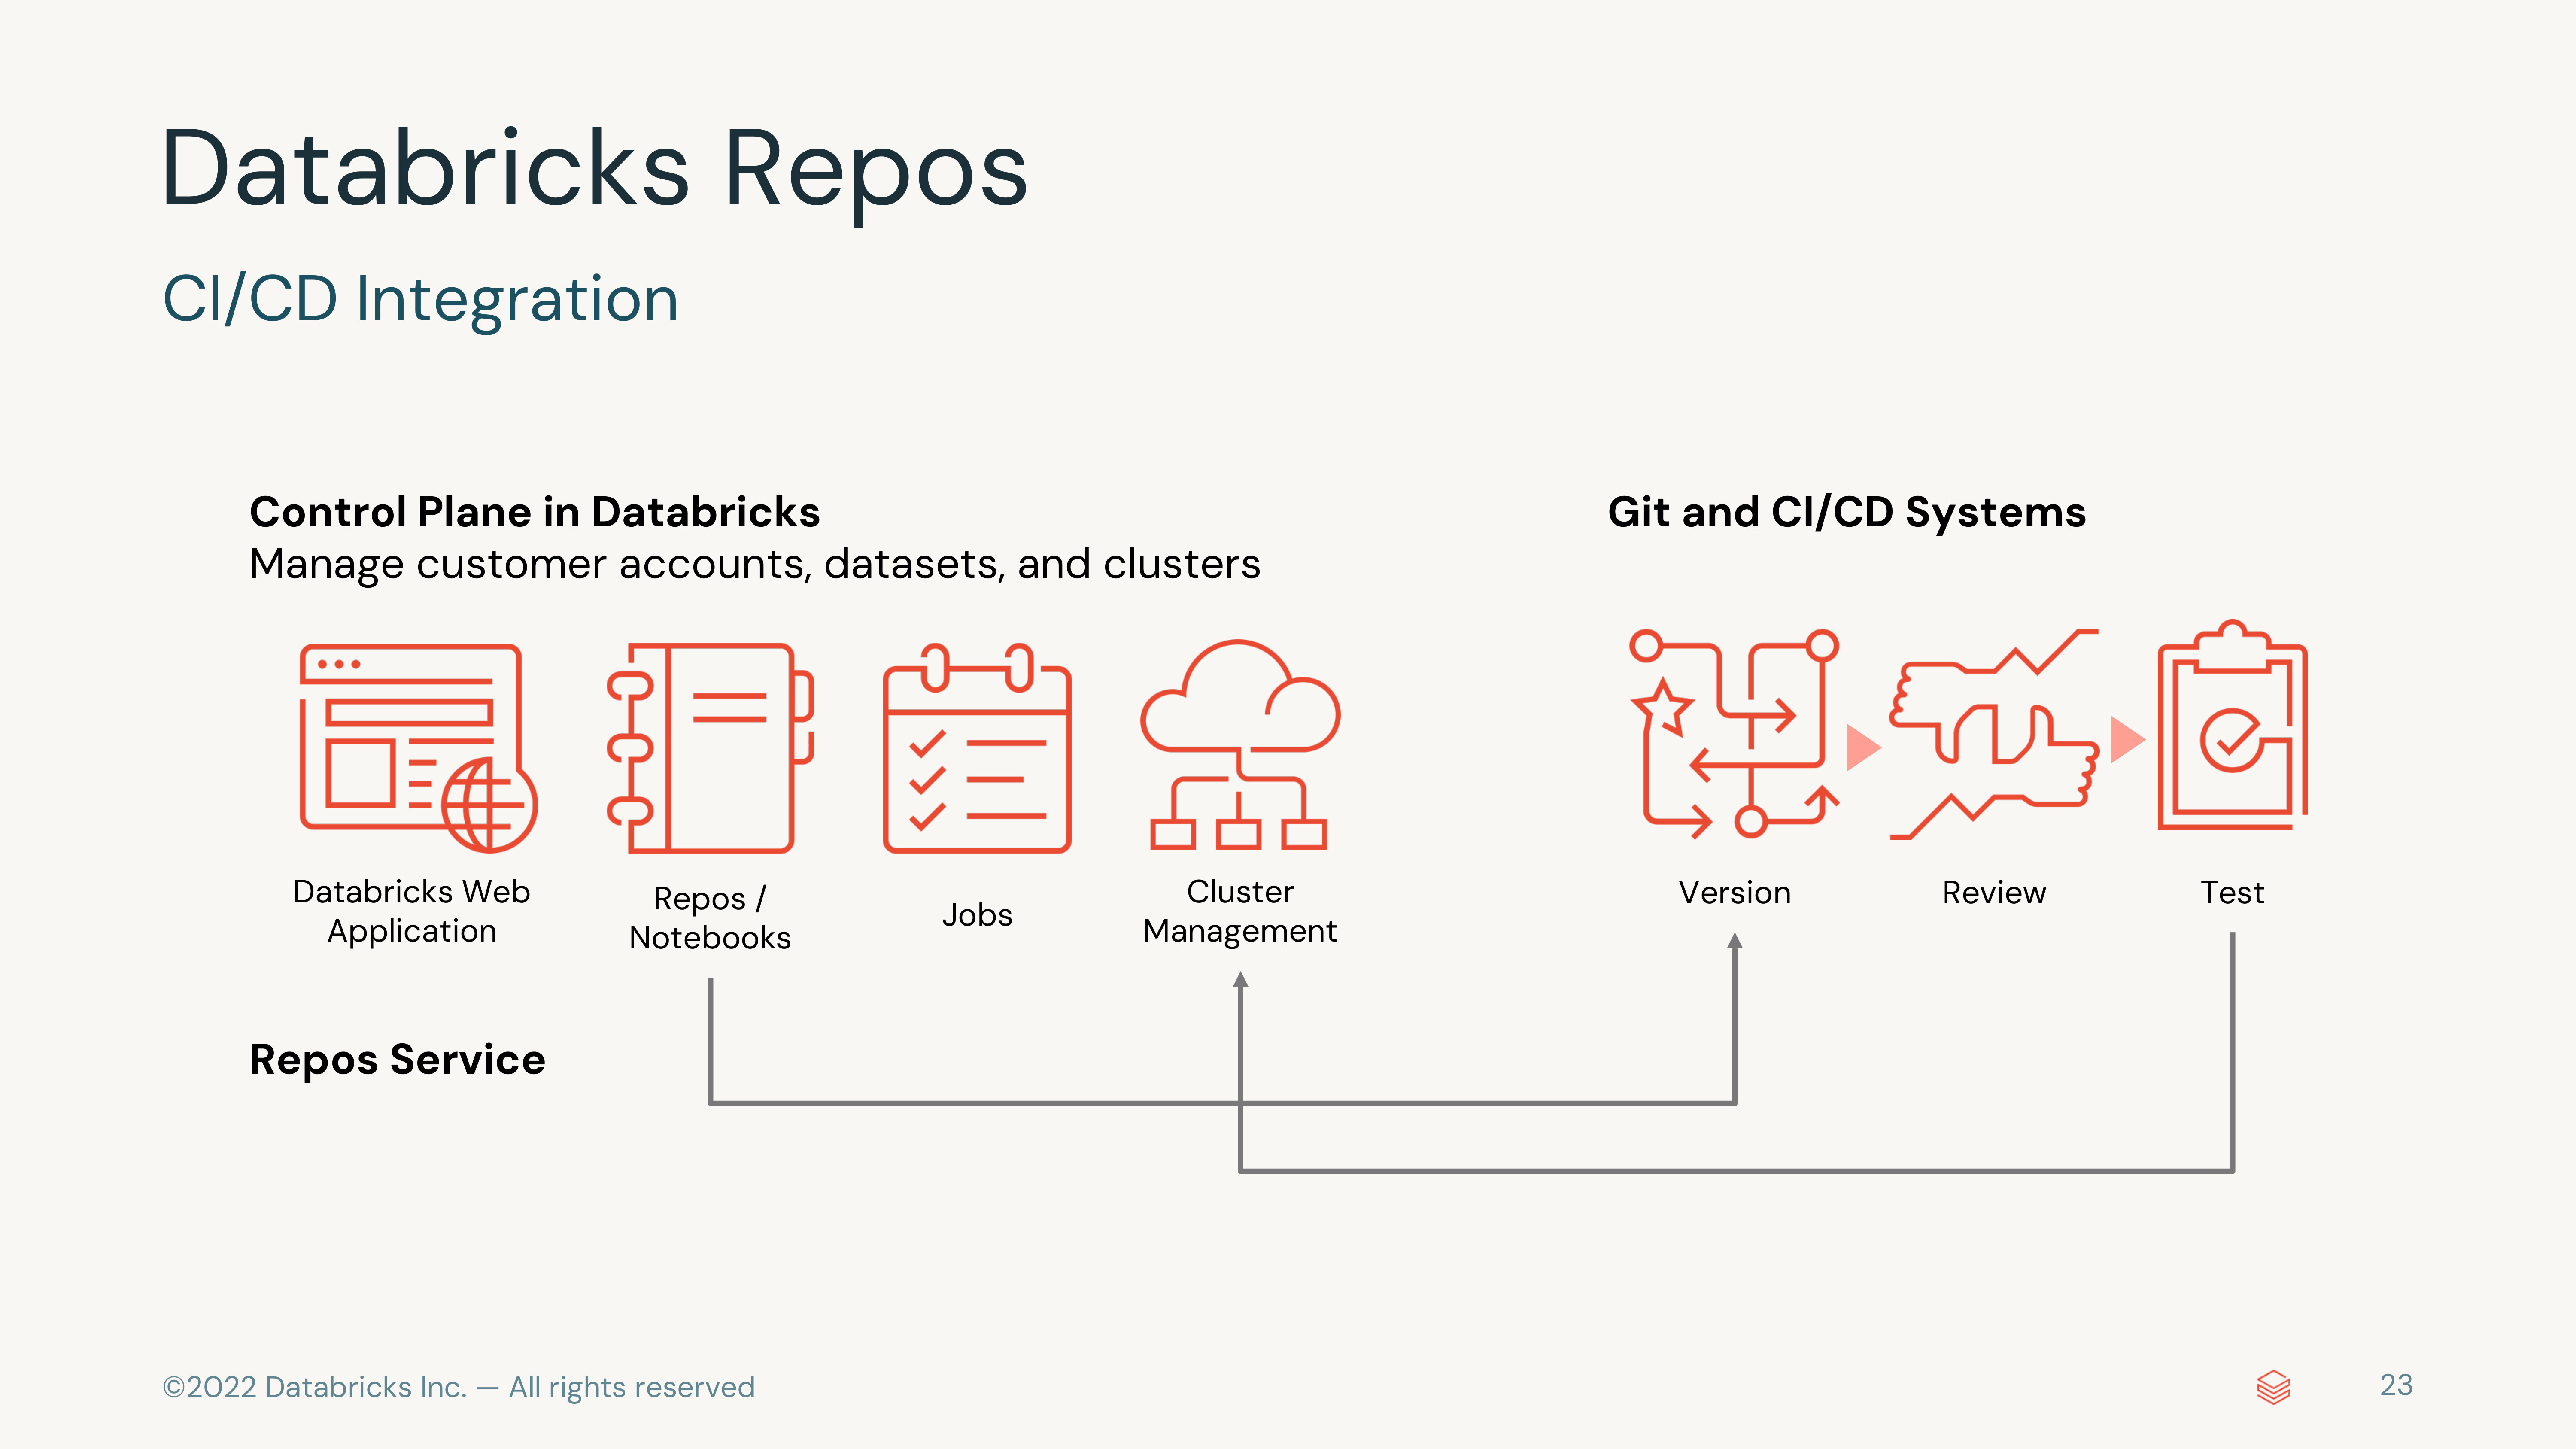 Databricks Repos
CI/CD Integration
Control Plane in Databricks
Manage customer accounts, datasets, and clusters
Git and CI/CD Systems
Databricks Web
Application
Repos /
Notebooks
Jobs
Cluster
Management
Version
Review
Test
Repos Service
©2022 Databricks Inc. — All rights reserved
23